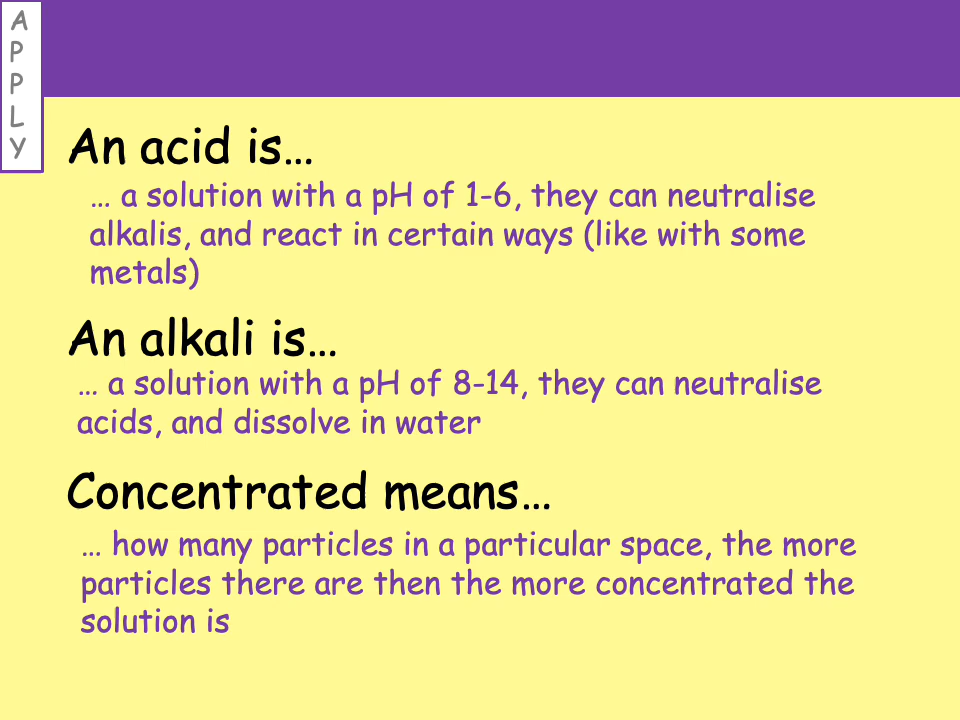 A
P
P
L
Y
An acid is…
… a solution with a pH of 1-6, they can neutralise
alkalis, and react in certain ways (like with some
metals)
An alkali is…
… a solution with a pH of 8-14, they can neutralise
acids, and dissolve in water
Concentrated means…
… how many particles in a particular space, the more
particles there are then the more concentrated the
solution is